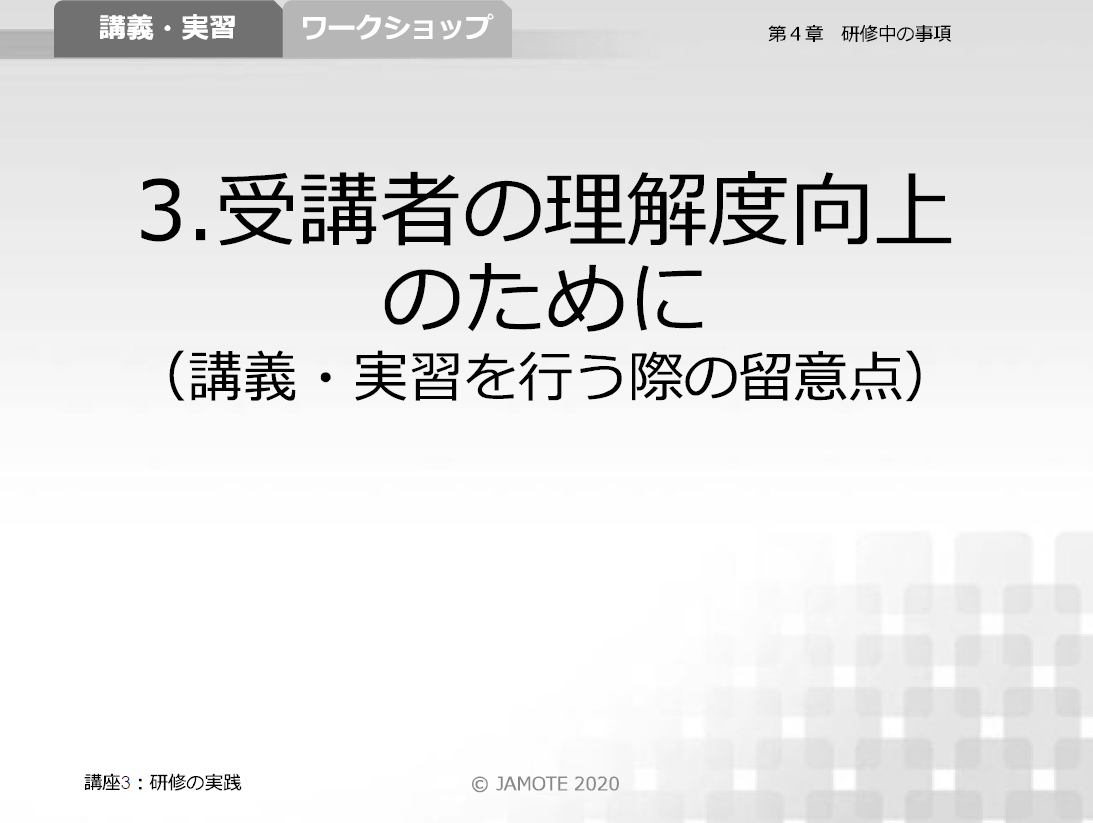 講義・実習
ワークショップ
第４章　研修中の事項
3.受講者の理解度向上
のために
（講義・実習を行う際の留意点）
講座3：研修の実践
© JAMOTE 2020